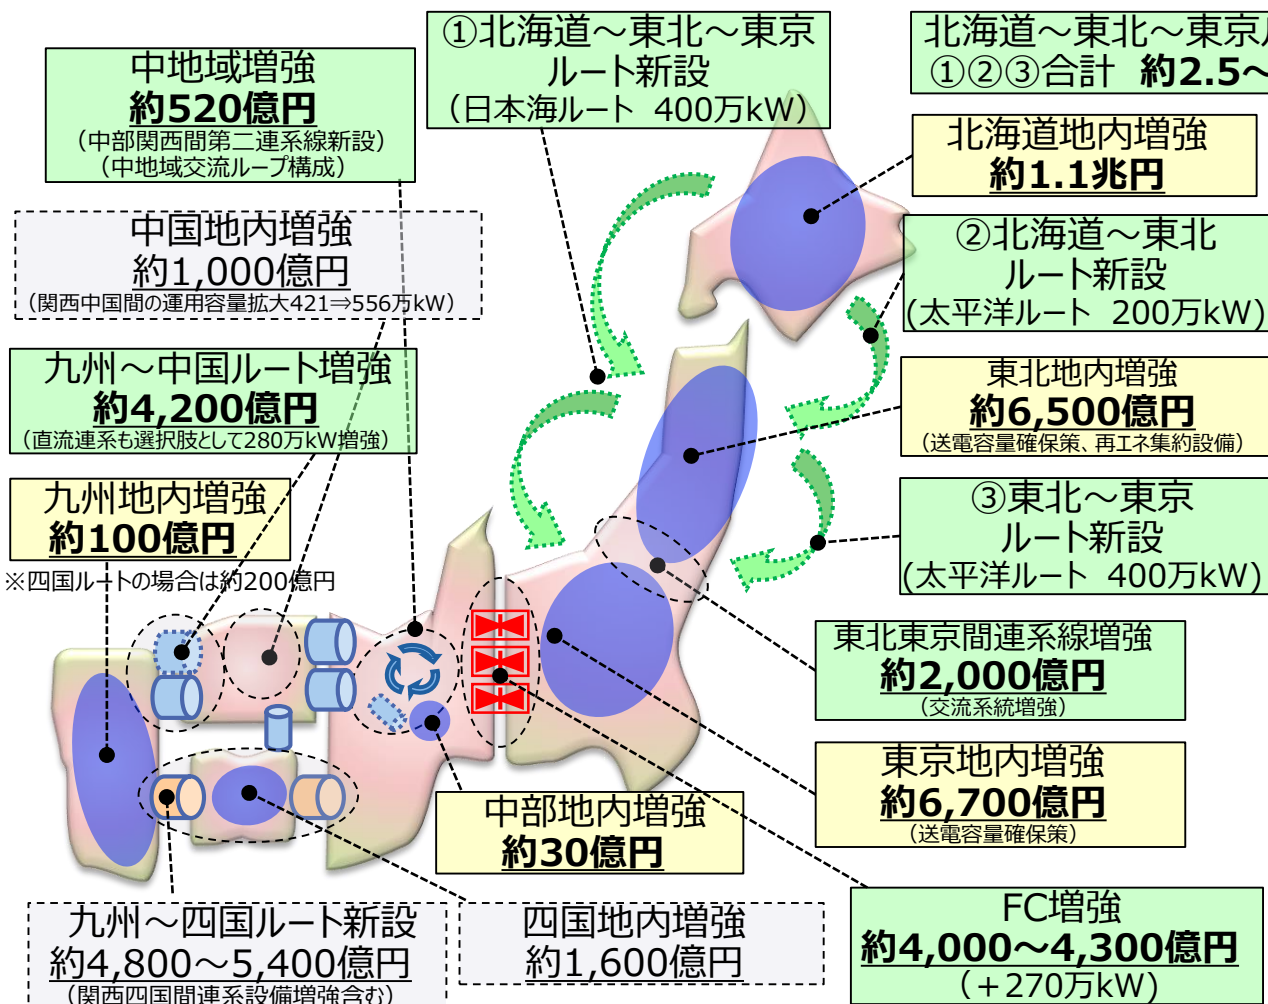 中地域増強
約520億円
（中部関西間第二連系線新設）
（中地域交流ループ構成）
①北海道～東北～東京
ルート新設
（日本海ルート 400万kW）
北海道～東北～東京
①②③合計 約2.5～
北海道地内増強
約1.1兆円
中国地内増強
約1,000億円
（関西中国間の運用容量拡大421⇒556万kW）
②北海道～東北
ルート新設
（太平洋ルート 200万kW）
九州～中国ルート増強
約4,200億円
（直流連系も選択肢として280万kW増強）
東北地内増強
約6,500億円
（送電容量確保策、再エネ集約設備）
九州地内増強
約100億円
※四国ルートの場合は約200億円
③東北～東京
ルート新設
（太平洋ルート 400万kW）
東北東京間連系線増強
約2,000億円
（交流系統増強）
東京地内増強
約6,700億円
（送電容量確保策）
中部地内増強
約30億円
九州～四国ルート新設
約4,800～5,400億円
（関西四国間連系設備増強含む）
四国地内増強
約1,600億円
FC増強
約4,000～4,300億円
（＋270万kW）